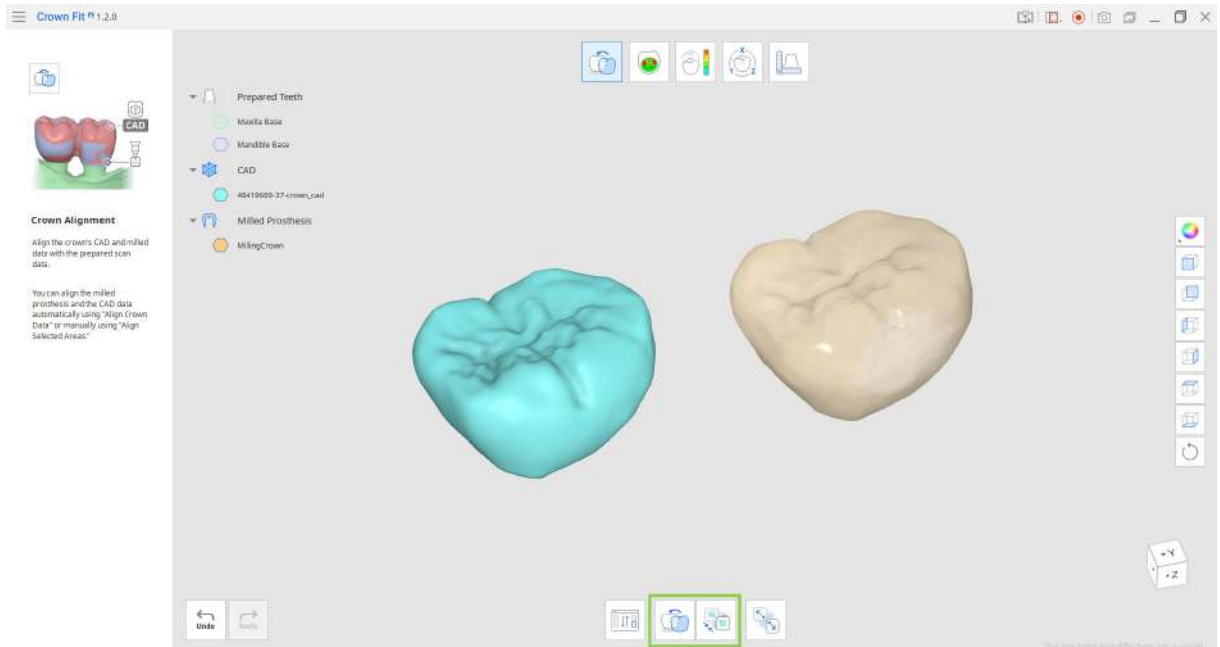 Crown Fit 1.2.0
CAD
Crown Alignment
Align the crown's CAD and milled
data with the prepared scan
data.
You can align the milled
prosthesis and the CAD data
automatically using "Align Crown
Data" or manually using "Align
Selected Areas."
Prepared Teeth
Maxilla Base
Mandible Base
CAD
Milled Prosthesis
MilingCrown
X
Y
Z
+Y
+Z
Undo
Redo